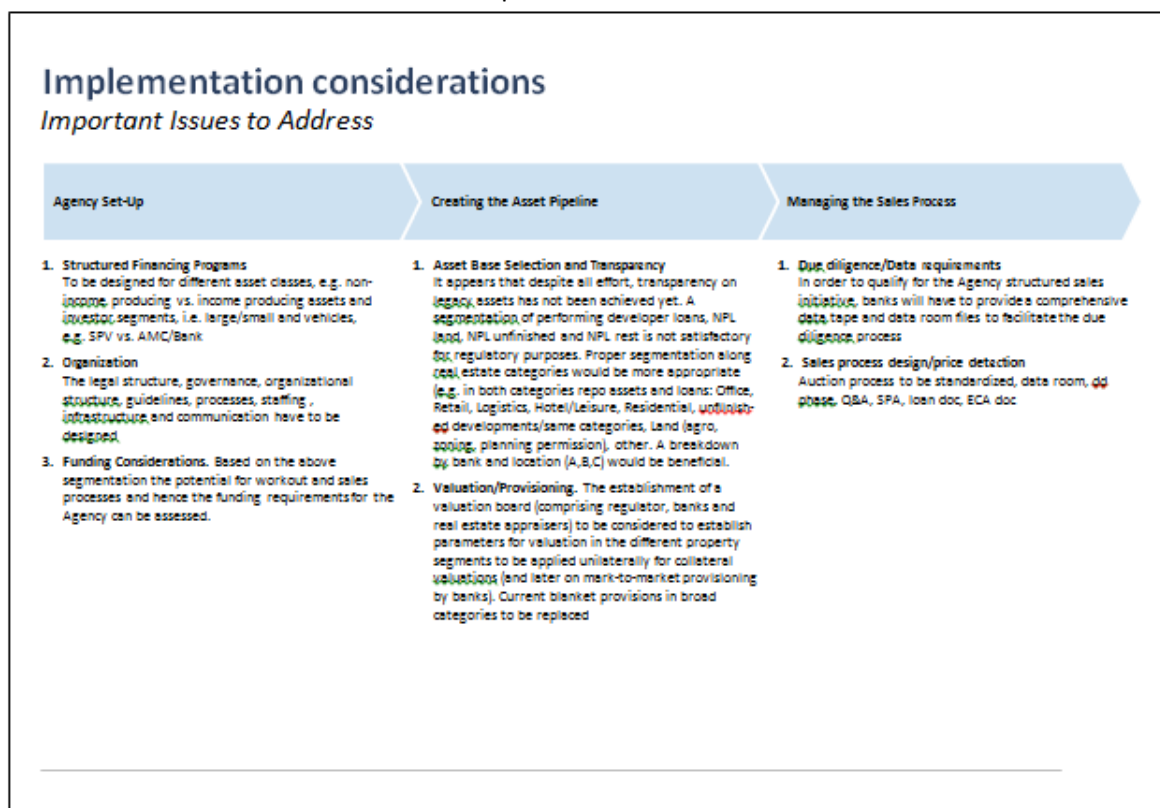 Implementation considerations
Important Issues to Address
Agency Set-Up
Creating the Asset Pipeline
Managing the Sales Process
1. Structured Financing Programs
To be designed for different asset classes, e.g. non-
income producing vs. income producing assets and
investor segments, i.e. large/small and vehicles,
e.g. SPV vs. AMC/Bank
2. Organization
The legal structure, governance, organizational
structure, guidelines, processes, staffing ,
infrastructure and communication have to be
designed
3. Funding Considerations. Based on the above
segmentation the potential for workout and sales
processes and hence the funding requirements for the
Agency can be assessed.
1. Asset Base Selection and Transparency
It appears that despite all effort, transparency on
legacy assets has not been achieved yet. A
segmentation of performing developer loans, NPL
land, NPL unfinished and NPL rest is not satisfactory
for regulatory purposes. Proper segmentation along
real estate categories would be more appropriate
(e.g. in both categories repo assets and loans: Office,
Retail, Logistics, Hotel/Leisure, Residential, unfinish-
ed developments/same categories, Land (agro,
zoning, planning permission), other. A breakdown
by bank and location (A,B,C) would be beneficial.
2. Valuation/Provisioning. The establishment of a
valuation board (comprising regulator, banks and
real estate appraisers) to be considered to establish
parameters for valuation in the different property
segments to be applied unilaterally for collateral
valuations (and later on mark-to-market provisioning
by banks). Current blanket provisions in broad
categories to be replaced
1. Due diligence/Data requirements
In order to qualify for the Agency structured sales
initiative, banks will have to provide a comprehensive
data tape and data room files to facilitate the due
diligence process
2. Sales process design/price detection
Auction process to be standardized, data room, dd
phase, Q&A, SPA, loan doc, ECA doc